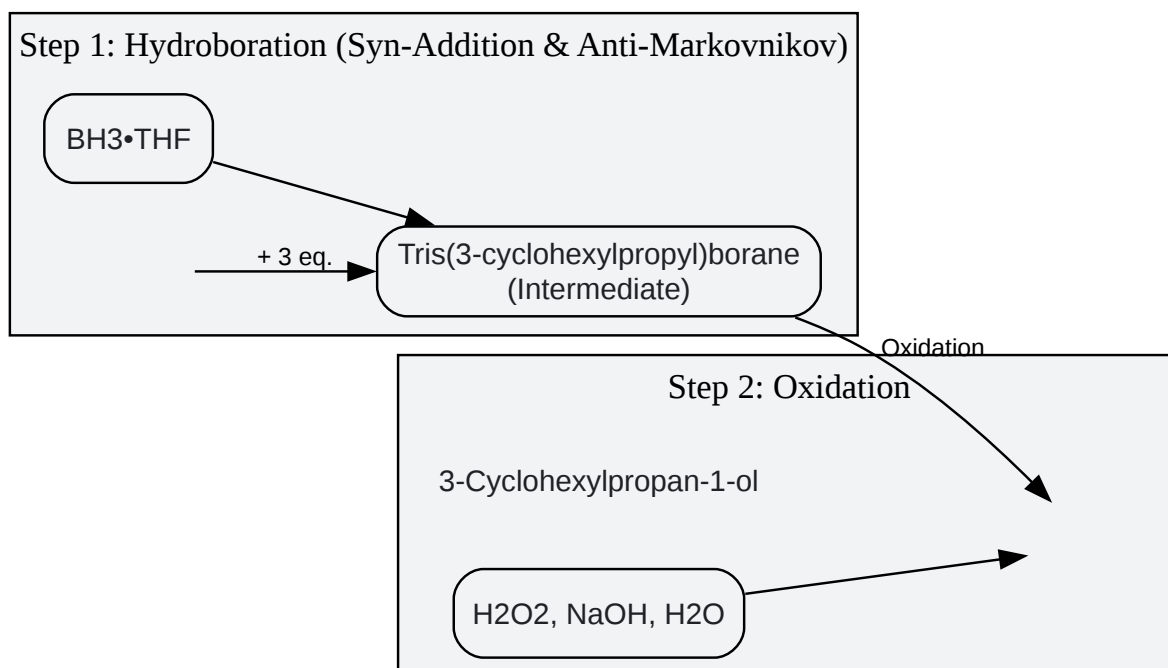 Step 1: Hydroboration (Syn-Addition & Anti-Markovnikov)
BH3•THF
+ 3 eq.
Tris(3-cyclohexylpropyl)borane
(Intermediate)
Oxidation
Step 2: Oxidation
3-Cyclohexylpropan-1-ol
H2O2, NaOH, H2O